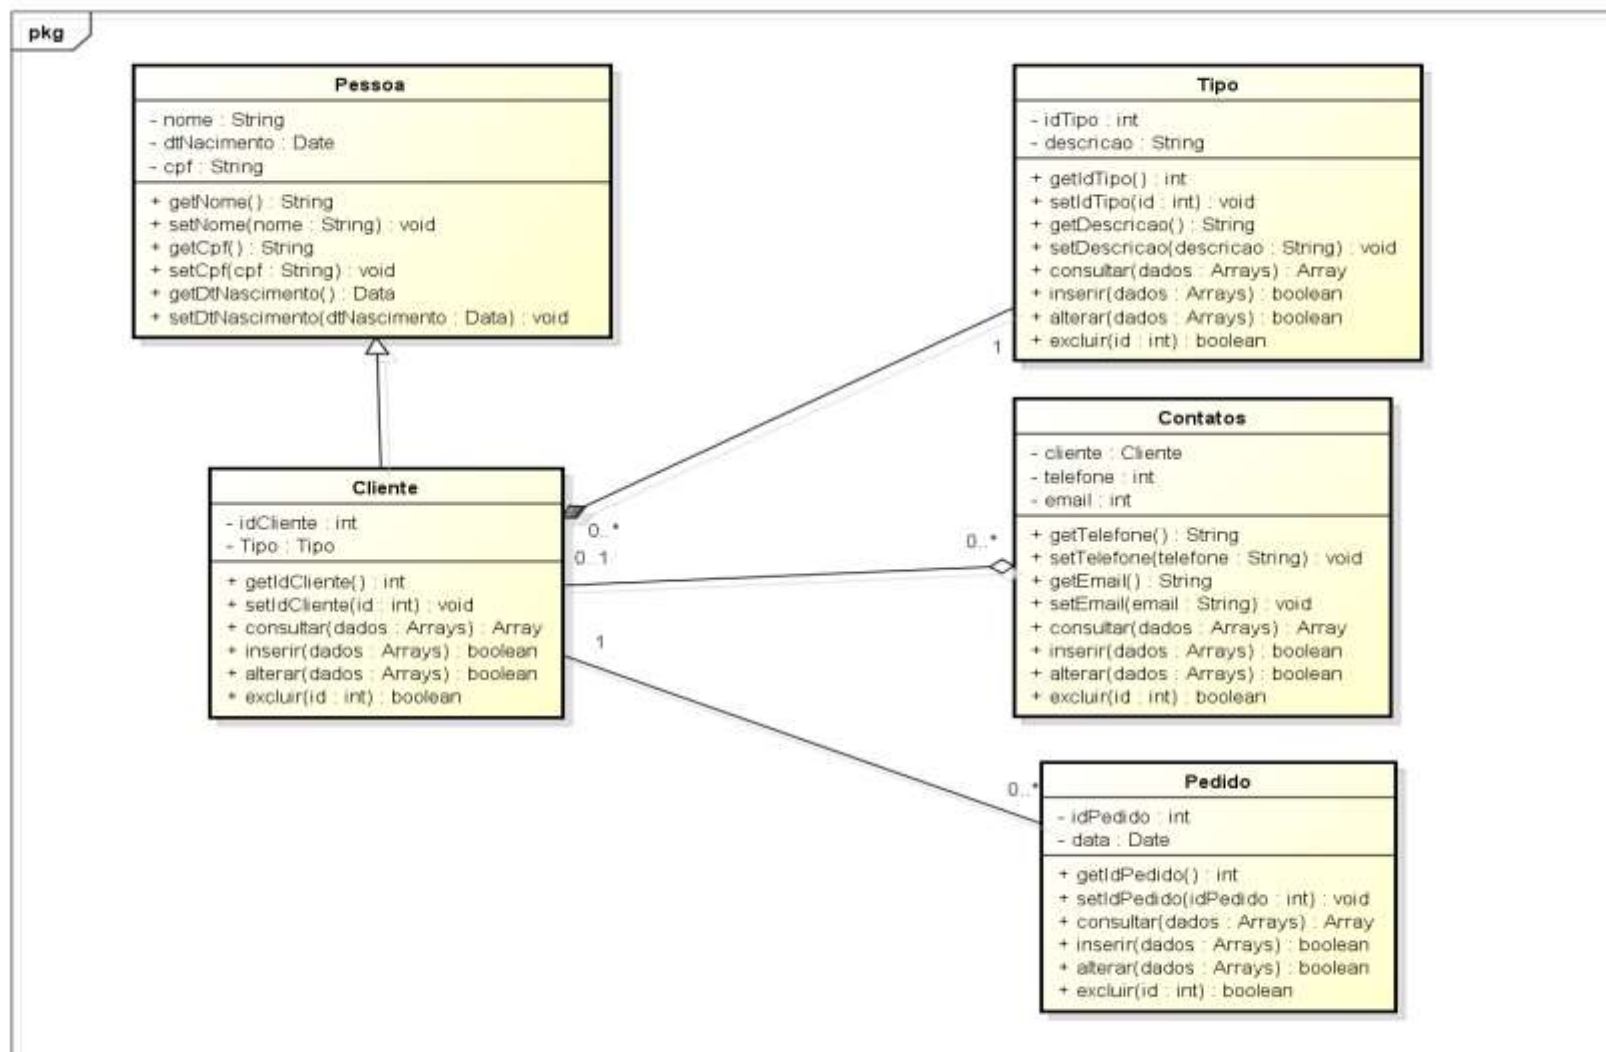 pkg
Pessoa
- nome : String
- dtNacimento : Date
- cpf : String
+ getNome() : String
+ setNome(nome : String) : void
+ getCpf() : String
+ setCpf(cpf : String) : void
+ getDtNascimento() : Data
+ setDtNascimento(dtNascimento : Data) : void
Tipo
- idTipo : int
- descricao : String
+ getIdTipo() : int
+ setIdTipo(id : int) : void
+ getDescricao() : String
+ setDescricao(descricao : String) : void
+ consultar(dados : Arrays) : Array
+ inserir(dados : Arrays) : boolean
+ alterar(dados : Arrays) : boolean
+ excluir(id : int) : boolean
1
Cliente
- idCliente : int
- Tipo : Tipo
+ getIdCliente() : int
+ setIdCliente(id : int) : void
+ consultar(dados : Arrays) : Array
+ inserir(dados : Arrays) : boolean
+ alterar(dados : Arrays) : boolean
+ excluir(id : int) : boolean
0..*
0..1
0..*
1
0..*
Contatos
- cliente : Cliente
- telefone : int
- email : int
+ getTelefone() : String
+ setTelefone(telefone : String) : void
+ getEmail() : String
+ setEmail(email : String) : void
+ consultar(dados : Arrays) : Array
+ inserir(dados : Arrays) : boolean
+ alterar(dados : Arrays) : boolean
+ excluir(id : int) : boolean
Pedido
- idPedido : int
- data : Date
+ getIdPedido() : int
+ setIdPedido(idPedido : int) : void
+ consultar(dados : Arrays) : Array
+ inserir(dados : Arrays) : boolean
+ alterar(dados : Arrays) : boolean
+ excluir(id : int) : boolean